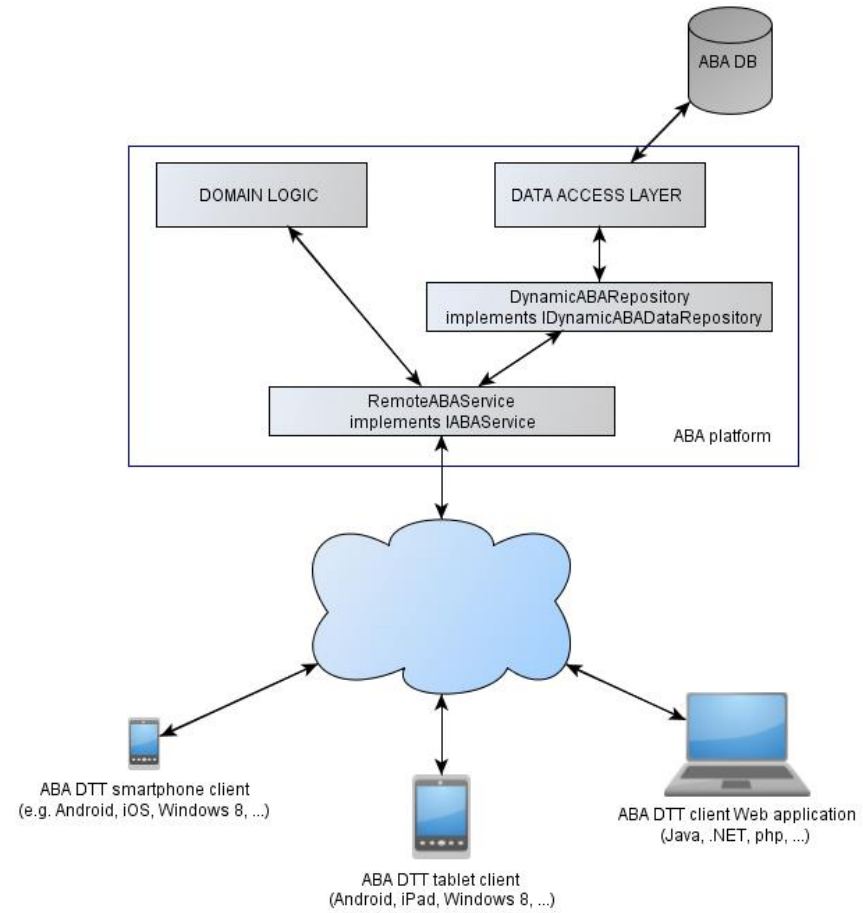 ABA DB
DOMAIN LOGIC
DATA ACCESS LAYER
DynamicABARepository
implements IDynamicABADataRepository
RemoteABAService
implements IABAService
ABA platform
ABA DTT smartphone client
(e.g. Android, iOS, Windows 8, ...)
ABA DTT client Web application
(Java, .NET, php, ...)
ABA DTT tablet client
(Android, iPad, Windows 8, ...)